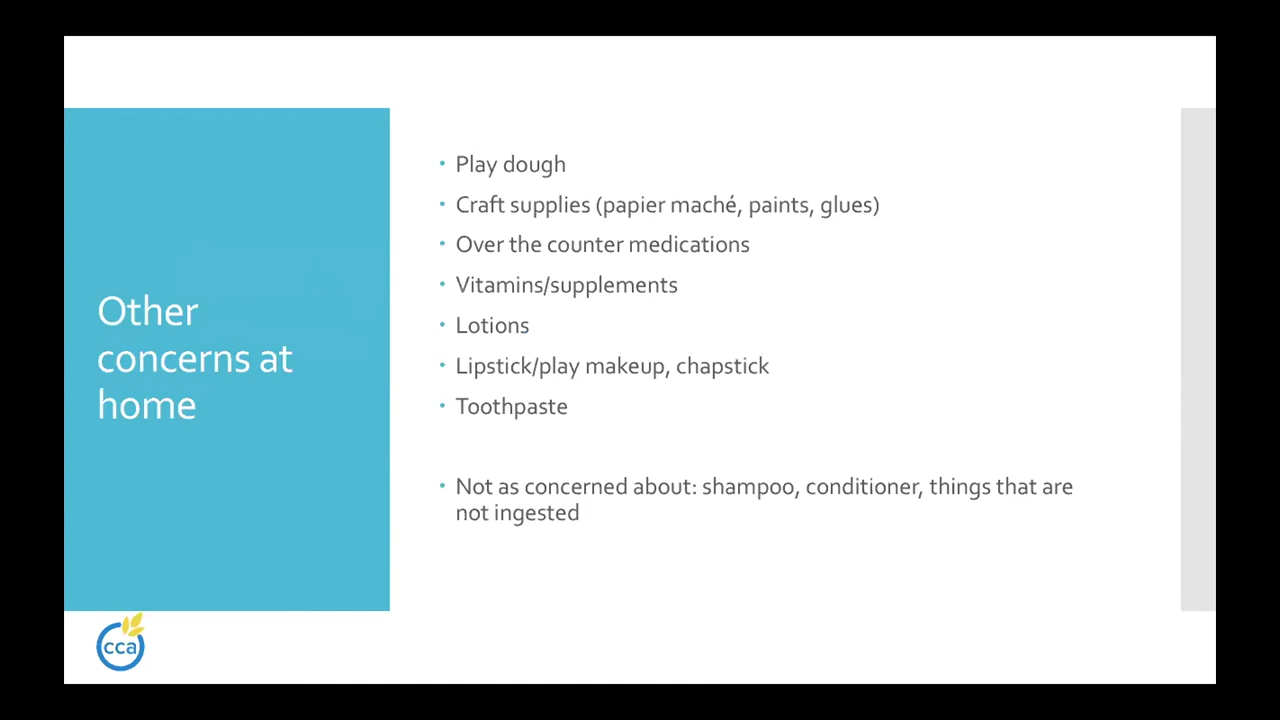 Other
concerns at
home
• Play dough
• Craft supplies (papier maché, paints, glues)
• Over the counter medications
• Vitamins/supplements
• Lotions
• Lipstick/play makeup, chapstick
• Toothpaste
• Not as concerned about: shampoo, conditioner, things that are
not ingested
cca